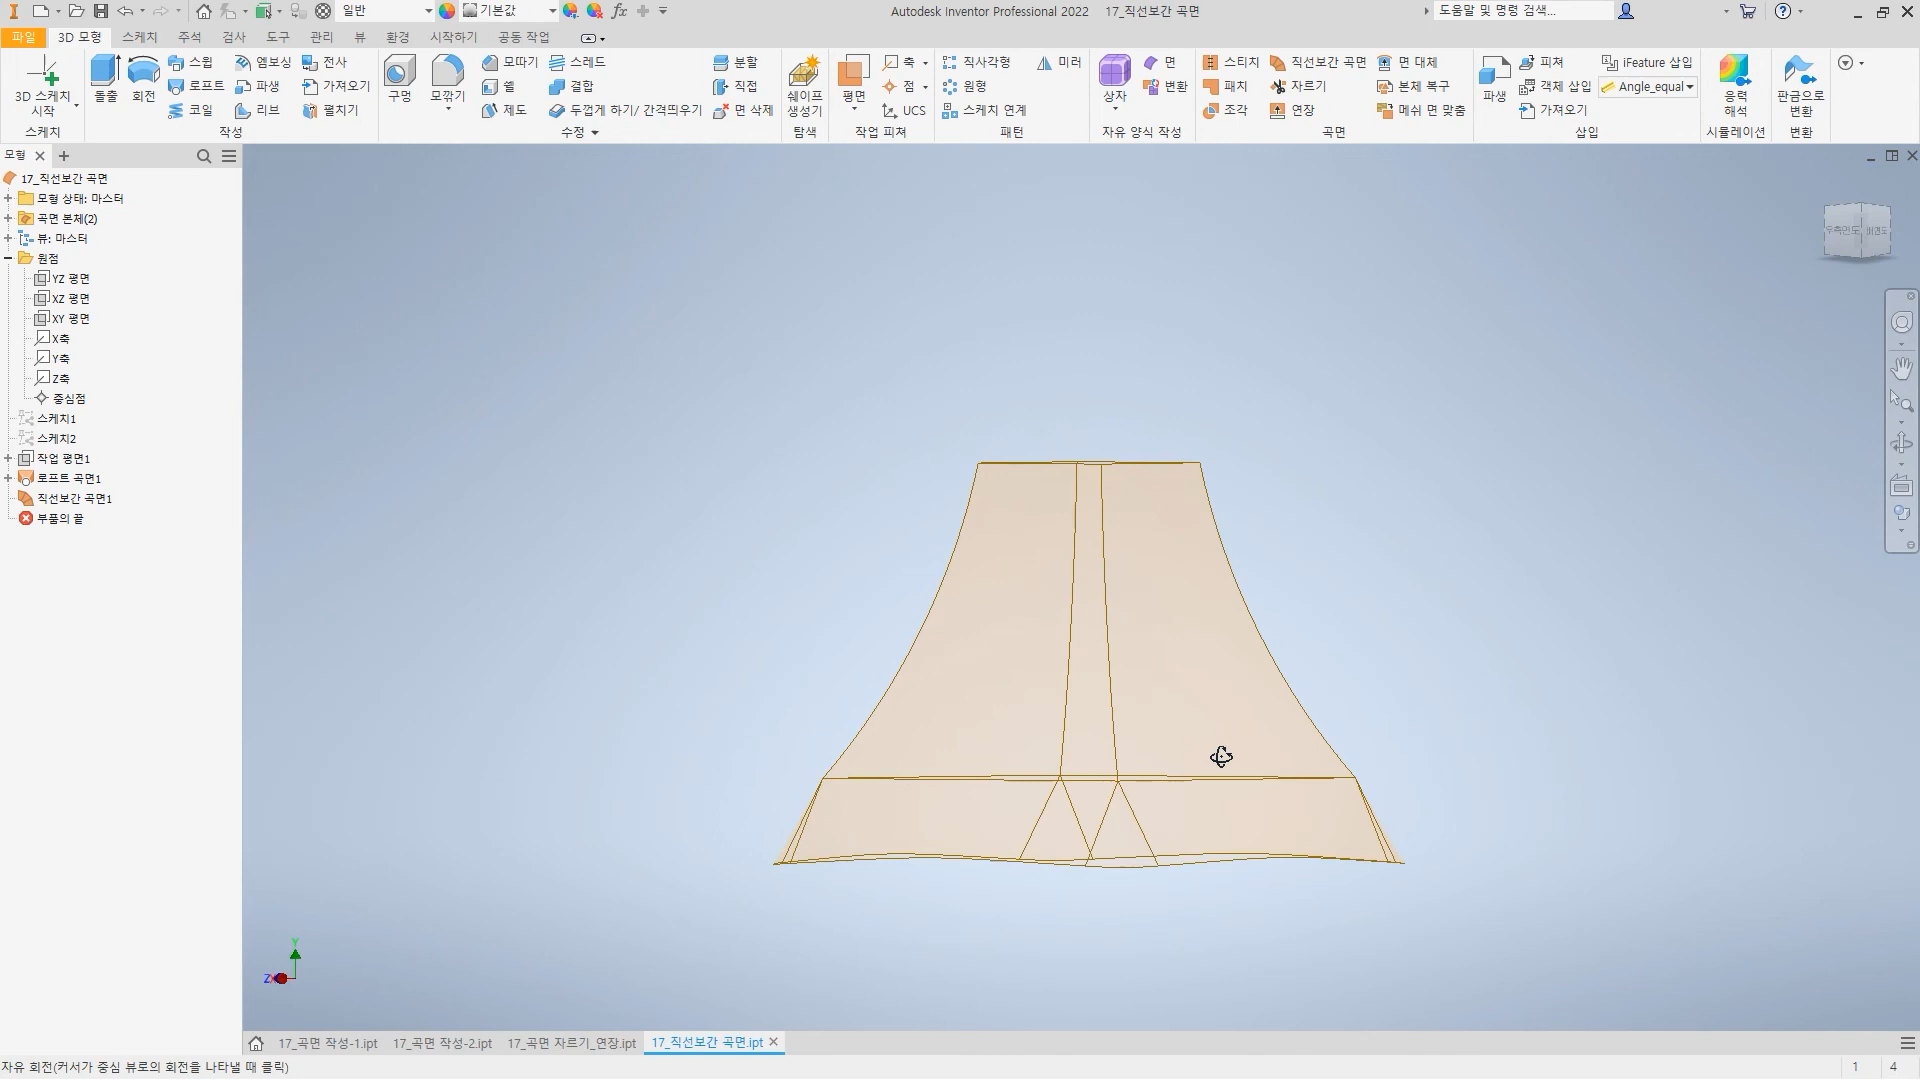 일반
기본값
Autodesk Inventor Professional 2022 17_직선보간 곡면
도움말 및 명령 검색...
파일 3D 모형 스케치 주석 검사 도구 관리 뷰 환경 시작하기 공동 작업
3D 스케치 시작
스케치
돌출 회전 스윕 엠보싱 전사
로프트 파생 가져오기
코일 리브 펼치기
작성
구멍 모깎기 모따기 스레드 분할
쉘 결합 직접
제도 두껍게 하기/ 간격띄우기 면 삭제
수정
쉐이프 생성기
탐색
평면 축
점
UCS
작업 피쳐
직사각형 미러
원형
스케치 연계
패턴
상자 면
변환
자유 양식 작성
스티치 직선보간 곡면 면 대체
패치 자르기 본체 복구
조각 연장 메쉬 면 맞춤
곡면
파생 피쳐 iFeature 삽입
객체 삽입 Angle_equal
가져오기
삽입
응력 해석
시뮬레이션
판금으로 변환
변환
모형
17_직선보간 곡면
모형 상태: 마스터
곡면 본체(2)
뷰: 마스터
원점
YZ 평면
XZ 평면
XY 평면
X축
Y축
Z축
중심점
스케치1
스케치2
작업 평면1
로프트 곡면1
직선보간 곡면1
부품의 끝
Y
17_곡면 작성-1.ipt 17_곡면 작성-2.ipt 17_곡면 자르기_연장.ipt 17_직선보간 곡면.ipt
자유 회전(커서가 중심 뷰로의 회전을 나타낼 때 클릭)
1 4